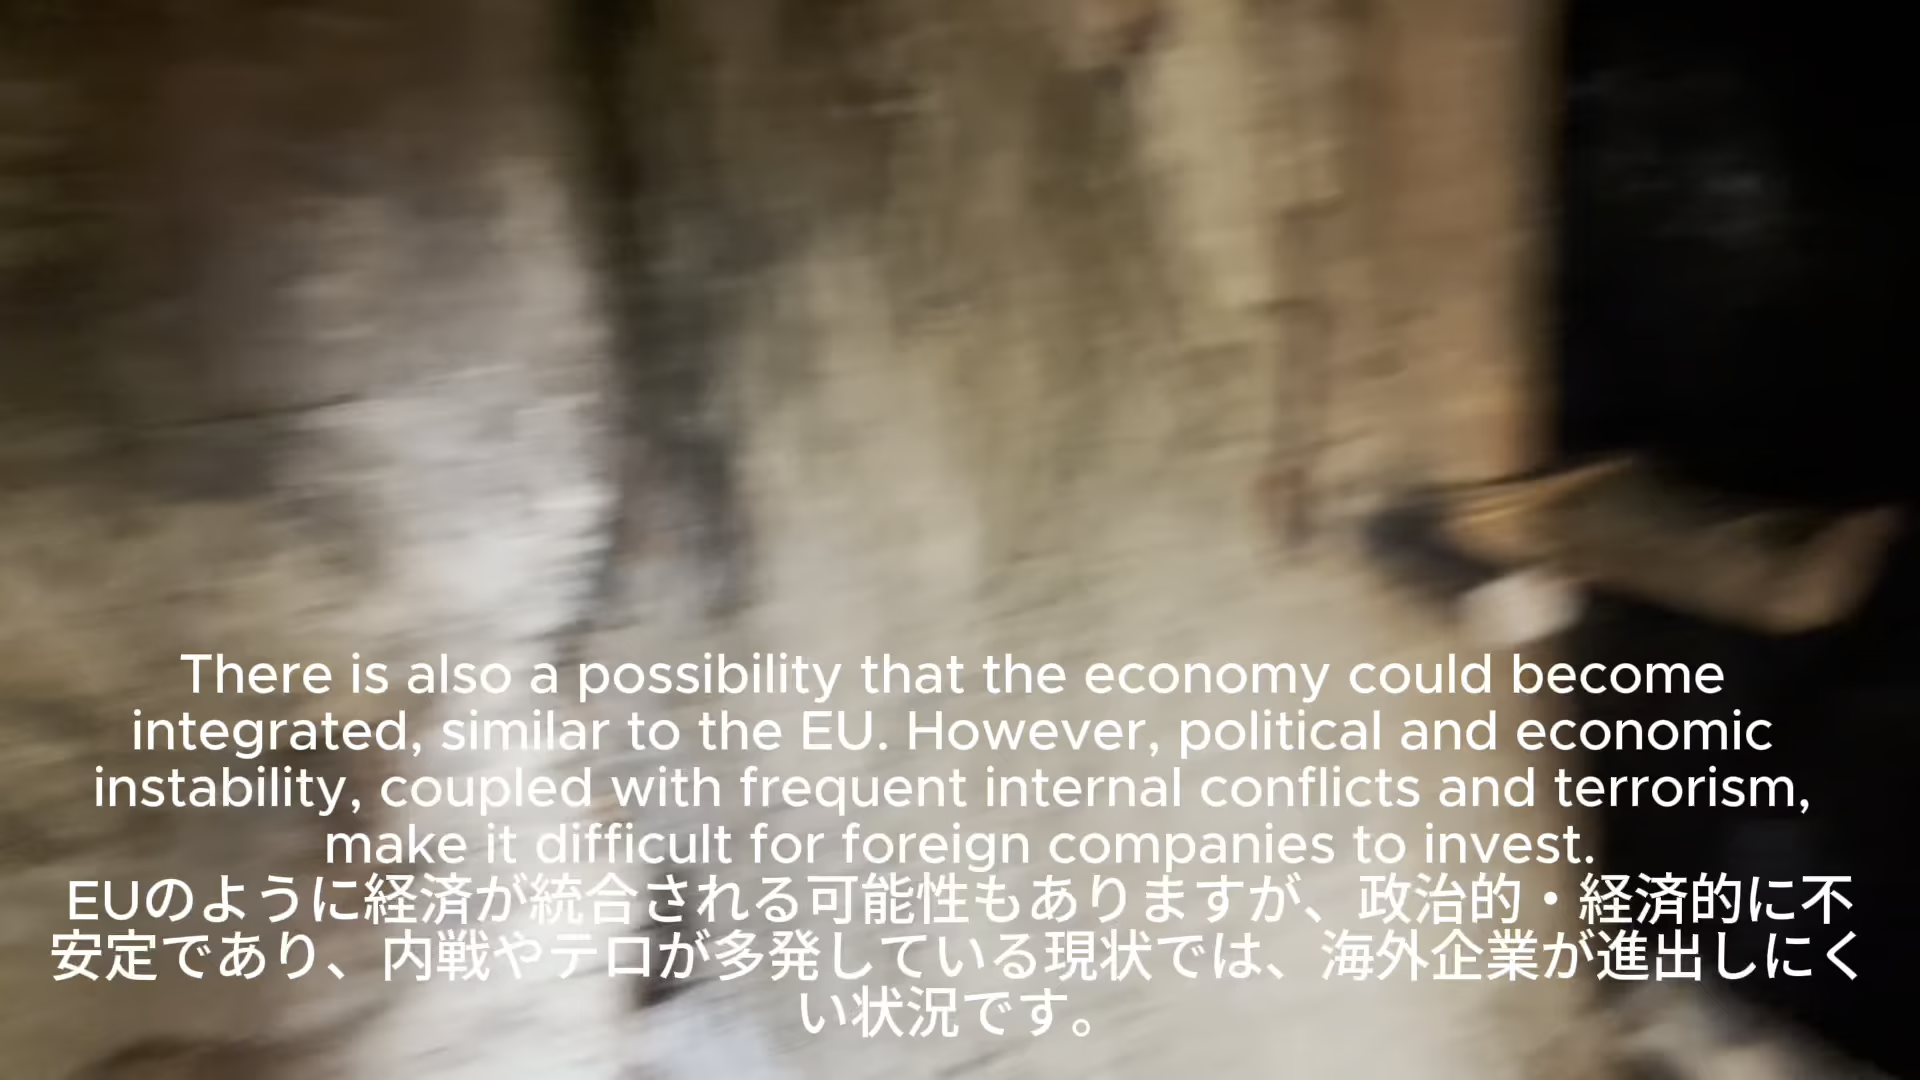 There is also a possibility that the economy could become
integrated, similar to the EU. However, political and economic
instability, coupled with frequent internal conflicts and terrorism,
make it difficult for foreign companies to invest.
EUのように経済が統合される可能性もありますが、政治的・経済的に不
安定であり、内戦やテロが多発している現状では、海外企業が進出しにく
い状況です。